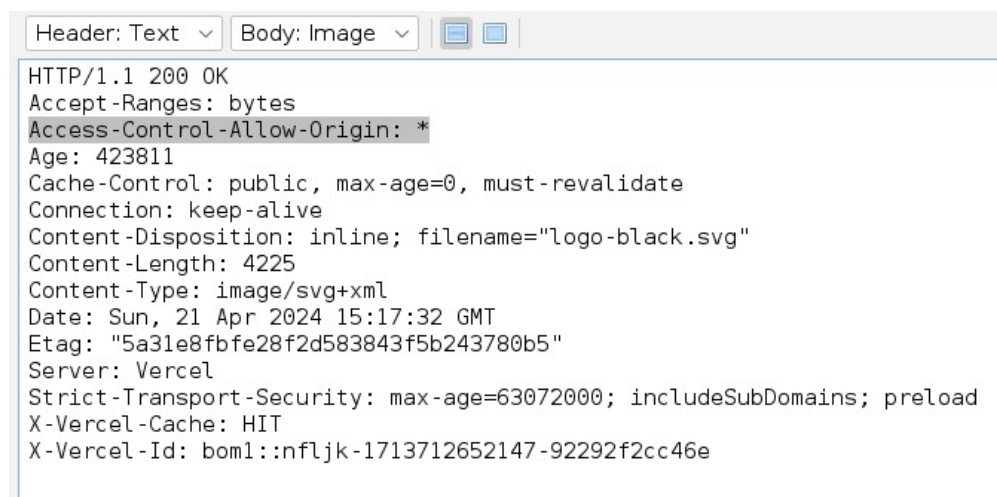 Header: Text Body: Image
HTTP/1.1 200 OK
Accept-Ranges: bytes
Access-Control-Allow-Origin: *
Age: 423811
Cache-Control: public, max-age=0, must-revalidate
Connection: keep-alive
Content-Disposition: inline; filename="logo-black.svg"
Content-Length: 4225
Content-Type: image/svg+xml
Date: Sun, 21 Apr 2024 15:17:32 GMT
Etag: "5a31e8fbfe28f2d583843f5b243780b5"
Server: Vercel
Strict-Transport-Security: max-age=63072000; includeSubDomains; preload
X-Vercel-Cache: HIT
X-Vercel-Id: bom1::nfljk-1713712652147-92292f2cc46e